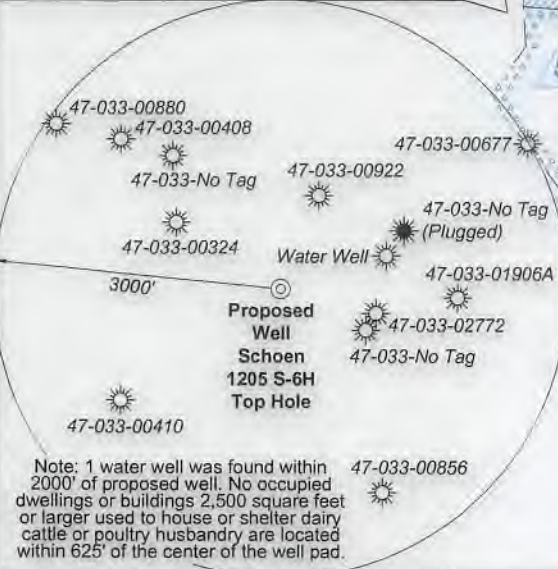 47-033-00880
47-033-00408
47-033-No Tag
47-033-00677
47-033-00922
47-033-No Tag
(Plugged)
47-033-00324
Water Well
47-033-01906A
3000'
Proposed
Well
Schoen
1205 S-6H
Top Hole
47-033-02772
47-033-No Tag
47-033-00410
Note: 1 water well was found within
2000' of proposed well. No occupied
dwellings or buildings 2,500 square feet
or larger used to house or shelter dairy
cattle or poultry husbandry are located
within 625' of the center of the well pad.
47-033-00856